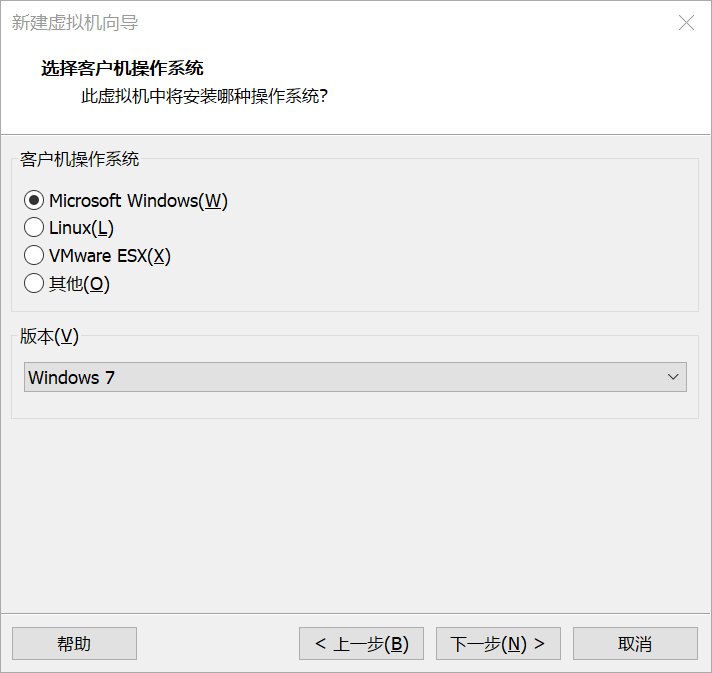 新建虚拟机向导
选择客户机操作系统
此虚拟机中将安装哪种操作系统?
客户机操作系统
Microsoft Windows(W)
Linux(L)
VMware ESX(X)
其他(O)
版本(V)
Windows 7
帮助
< 上一步(B)
下一步(N) >
取消